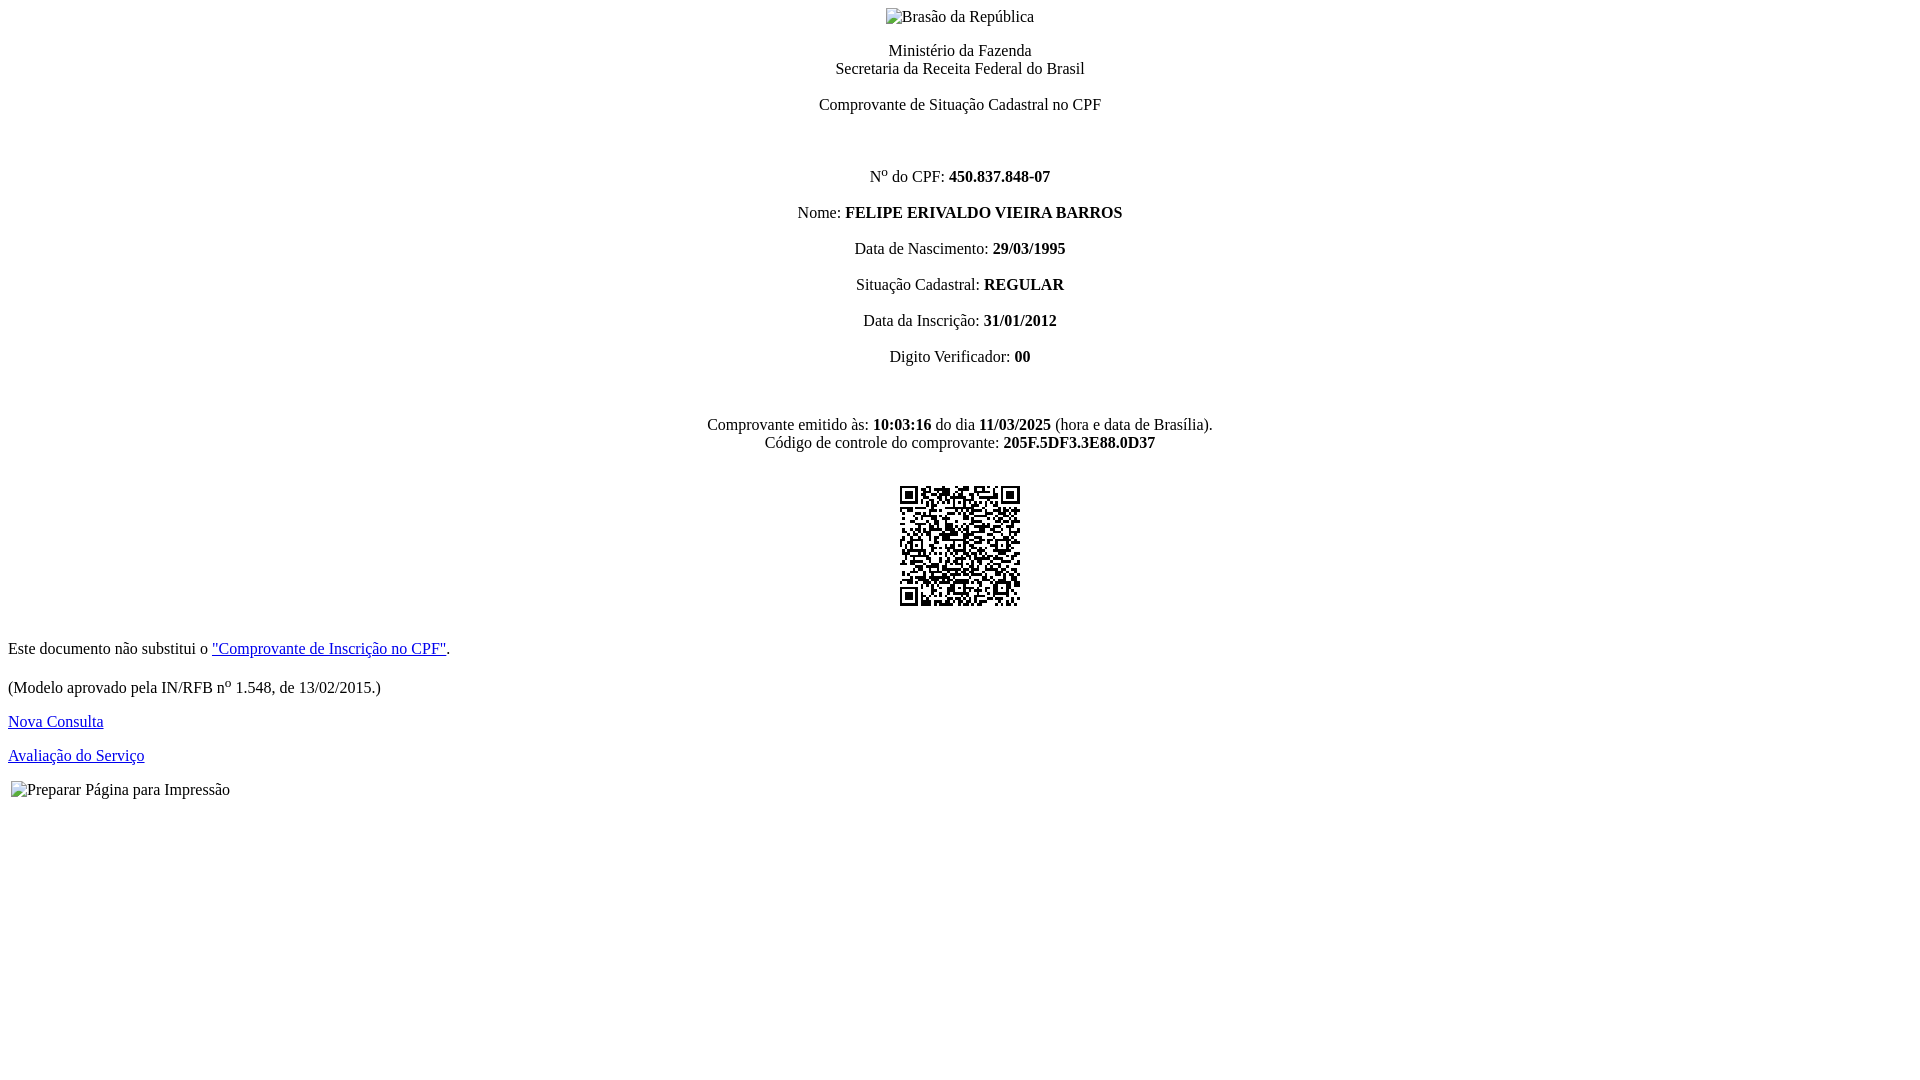 Brasão da República
Ministério da Fazenda
Secretaria da Receita Federal do Brasil
Comprovante de Situação Cadastral no CPF
Nº do CPF: 450.837.848-07
Nome: FELIPE ERIVALDO VIEIRA BARROS
Data de Nascimento: 29/03/1995
Situação Cadastral: REGULAR
Data da Inscrição: 31/01/2012
Digito Verificador: 00
Comprovante emitido às: 10:03:16 do dia 11/03/2025 (hora e data de Brasília).
Código de controle do comprovante: 205F.5DF3.3E88.0D37
Este documento não substitui o "Comprovante de Inscrição no CPF".
(Modelo aprovado pela IN/RFB nº 1.548, de 13/02/2015.)
Nova Consulta
Avaliação do Serviço
Preparar Página para Impressão